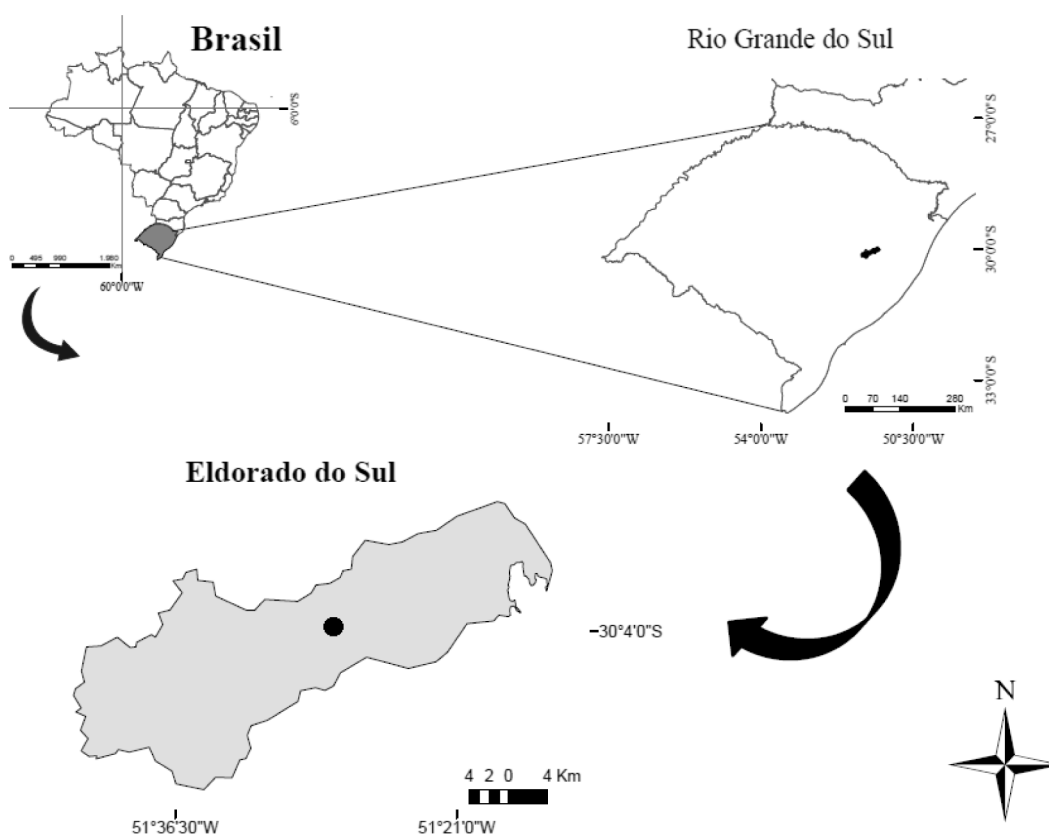 Brasil
Rio Grande do Sul
6°0'0"S
27°0'0"S
0 495 990 1.980
Km
60°0'0"W
30°0'0"S
33°0'0"S
0 70 140 280
Km
57°30'0"W
54°0'0"W
50°30'0"W
Eldorado do Sul
30°4'0"S
N
4 2 0 4 Km
51°36'30"W
51°21'0"W